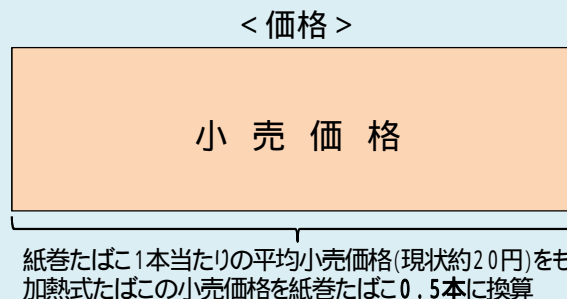 <価格>
小 売 価 格
紙巻たばこ1本当たりの平均小売価格(現状約20円)をも
加熱式たばこの小売価格を紙巻たばこ0.5本に換算